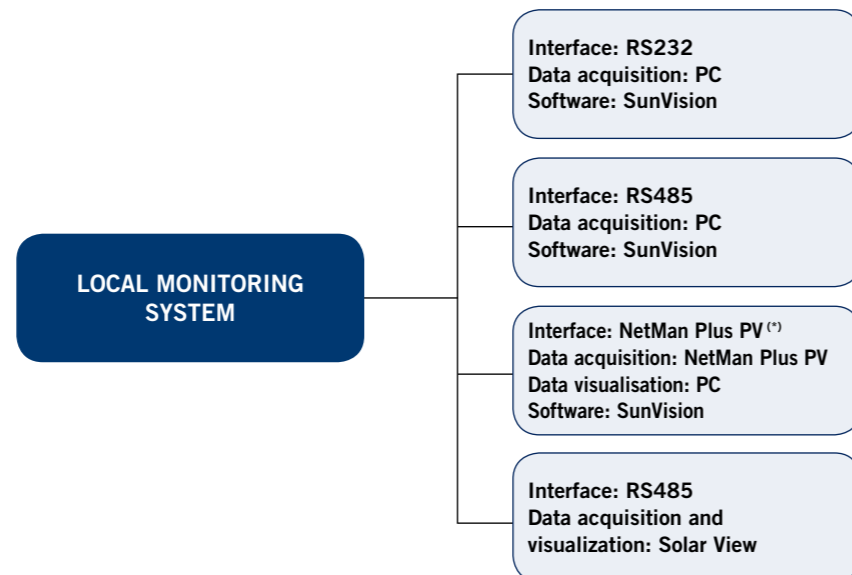 Interface: RS232
Data acquisition: PC
Software: SunVision
Interface: RS485
Data acquisition: PC
Software: SunVision
LOCAL MONITORING
SYSTEM
Interface: NetMan Plus PV (*)
Data acquisition: NetMan Plus PV
Data visualisation: PC
Software: SunVision
Interface: RS485
Data acquisition and
visualization: Solar View